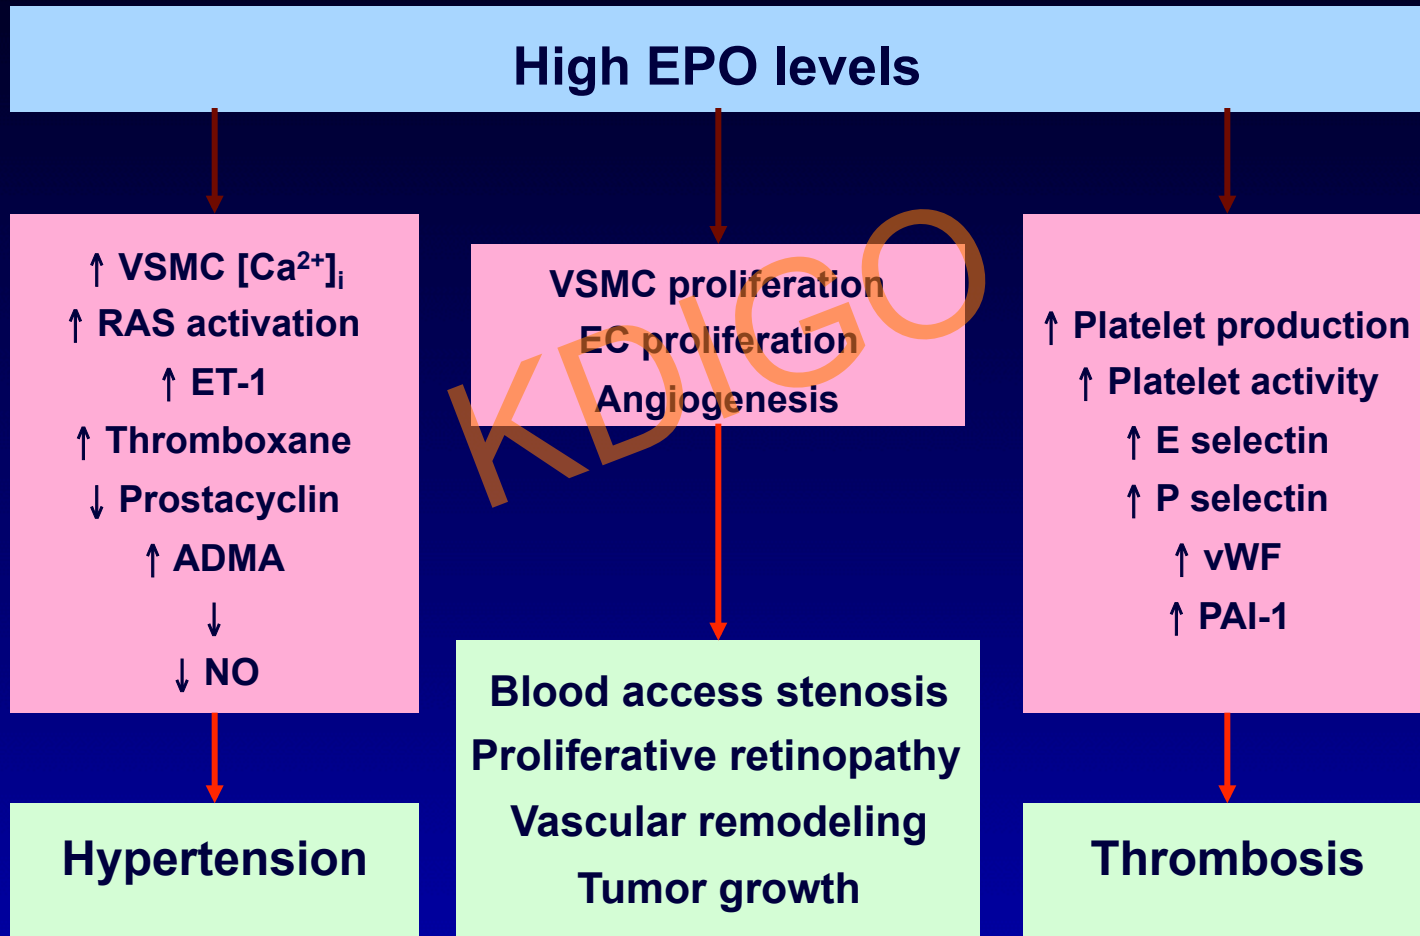 High EPO levels
↑ VSMC [Ca²⁺]ᵢ
↑ RAS activation
↑ ET-1
↑ Thromboxane
↓ Prostacyclin
↑ ADMA
↓
↓ NO
Hypertension
VSMC proliferation
EC proliferation
Angiogenesis
Blood access stenosis
Proliferative retinopathy
Vascular remodeling
Tumor growth
↑ Platelet production
↑ Platelet activity
↑ E selectin
↑ P selectin
↑ vWF
↑ PAI-1
Thrombosis
KDIGO